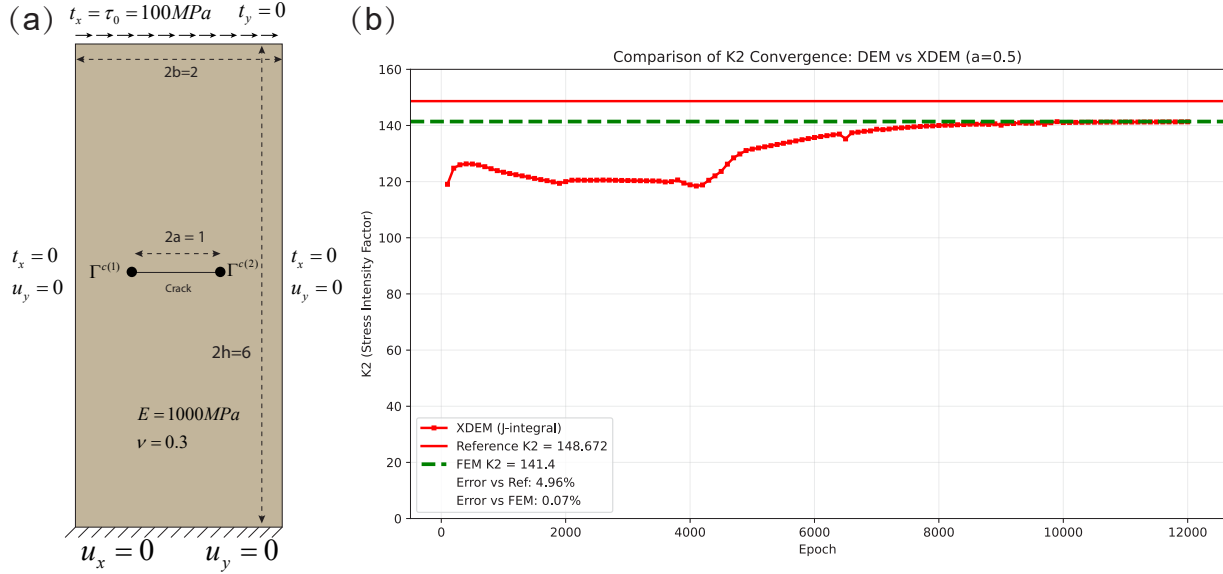 (a)
t_x = τ_0 = 100MPa t_y = 0
2b=2
2a = 1
t_x = 0
u_y = 0
Γ^{c(1)}
Γ^{c(2)}
Crack
t_x = 0
u_y = 0
2h=6
E = 1000MPa
ν = 0.3
u_x = 0 u_y = 0
(b)
Comparison of K2 Convergence: DEM vs XDEM (a=0.5)
K2 (Stress Intensity Factor)
160
140
120
100
80
60
40
20
0
XDEM (J-integral)
Reference K2 = 148.672
FEM K2 = 141.4
Error vs Ref: 4.96%
Error vs FEM: 0.07%
0 2000 4000 6000 8000 10000 12000
Epoch